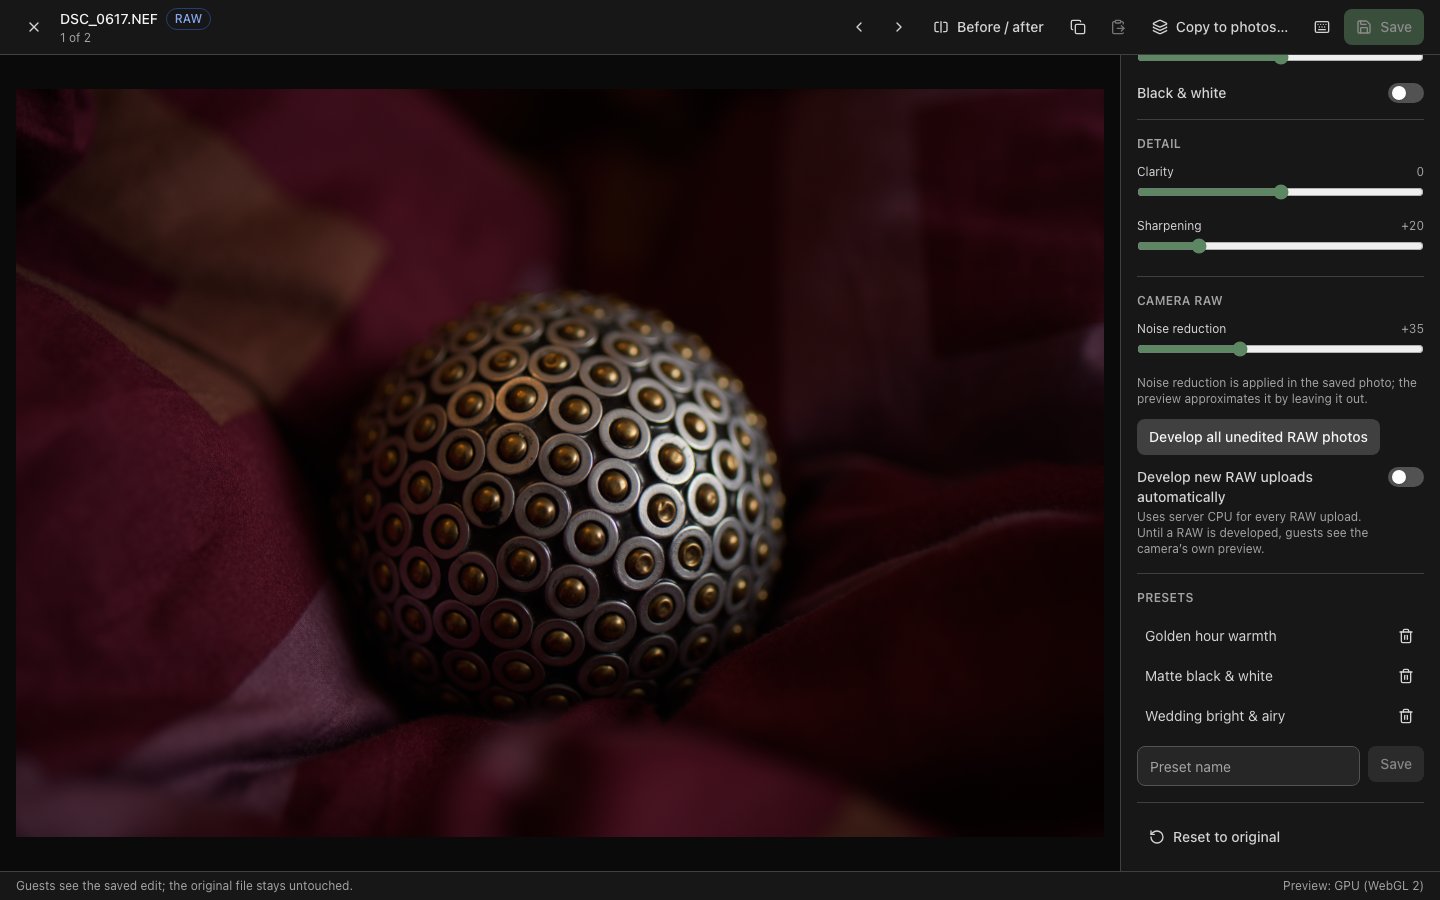 DSC_0617.NEF RAW
1 of 2
Before / after
Copy to photos...
Save
Black & white
DETAIL
Clarity 0
Sharpening +20
CAMERA RAW
Noise reduction +35
Noise reduction is applied in the saved photo; the
preview approximates it by leaving it out.
Develop all unedited RAW photos
Develop new RAW uploads
automatically
Uses server CPU for every RAW upload.
Until a RAW is developed, guests see the
camera's own preview.
PRESETS
Golden hour warmth
Matte black & white
Wedding bright & airy
Preset name Save
Reset to original
Guests see the saved edit; the original file stays untouched.
Preview: GPU (WebGL 2)